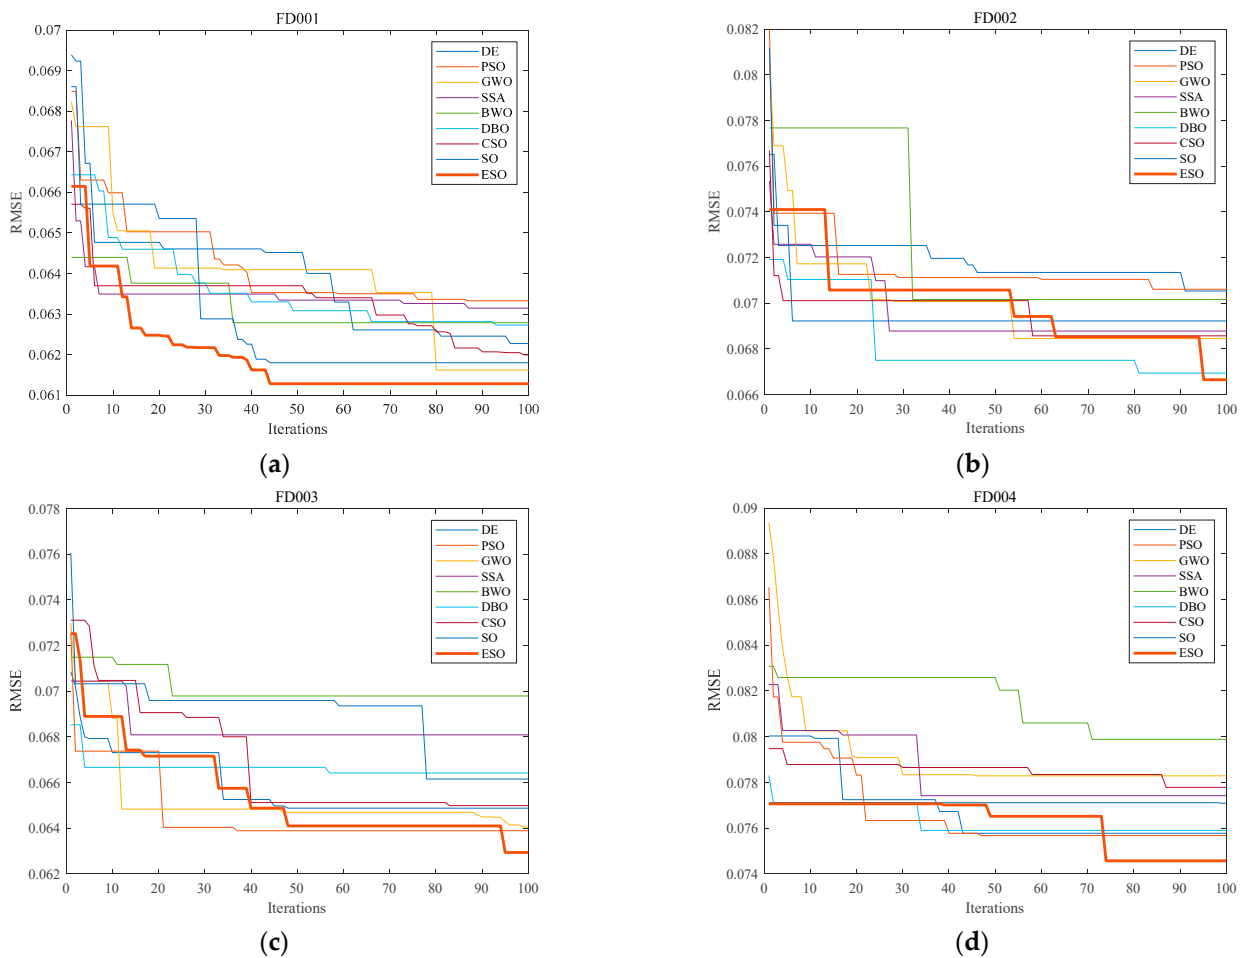 FD001
0.07
0.069
0.068
0.067
0.066
0.065
0.064
0.063
0.062
0.061
RMSE
DE
PSO
GWO
SSA
BWO
DBO
CSO
SO
ESO
0 10 20 30 40 50 60 70 80 90 100
Iterations
(a)
FD002
0.082
0.08
0.078
0.076
0.074
0.072
0.07
0.068
0.066
RMSE
DE
PSO
GWO
SSA
BWO
DBO
CSO
SO
ESO
0 10 20 30 40 50 60 70 80 90 100
Iterations
(b)
FD003
0.078
0.076
0.074
0.072
0.07
0.068
0.066
0.064
0.062
RMSE
DE
PSO
GWO
SSA
BWO
DBO
CSO
SO
ESO
0 10 20 30 40 50 60 70 80 90 100
Iterations
(c)
FD004
0.09
0.088
0.086
0.084
0.082
0.08
0.078
0.076
0.074
RMSE
DE
PSO
GWO
SSA
BWO
DBO
CSO
SO
ESO
0 10 20 30 40 50 60 70 80 90 100
Iterations
(d)